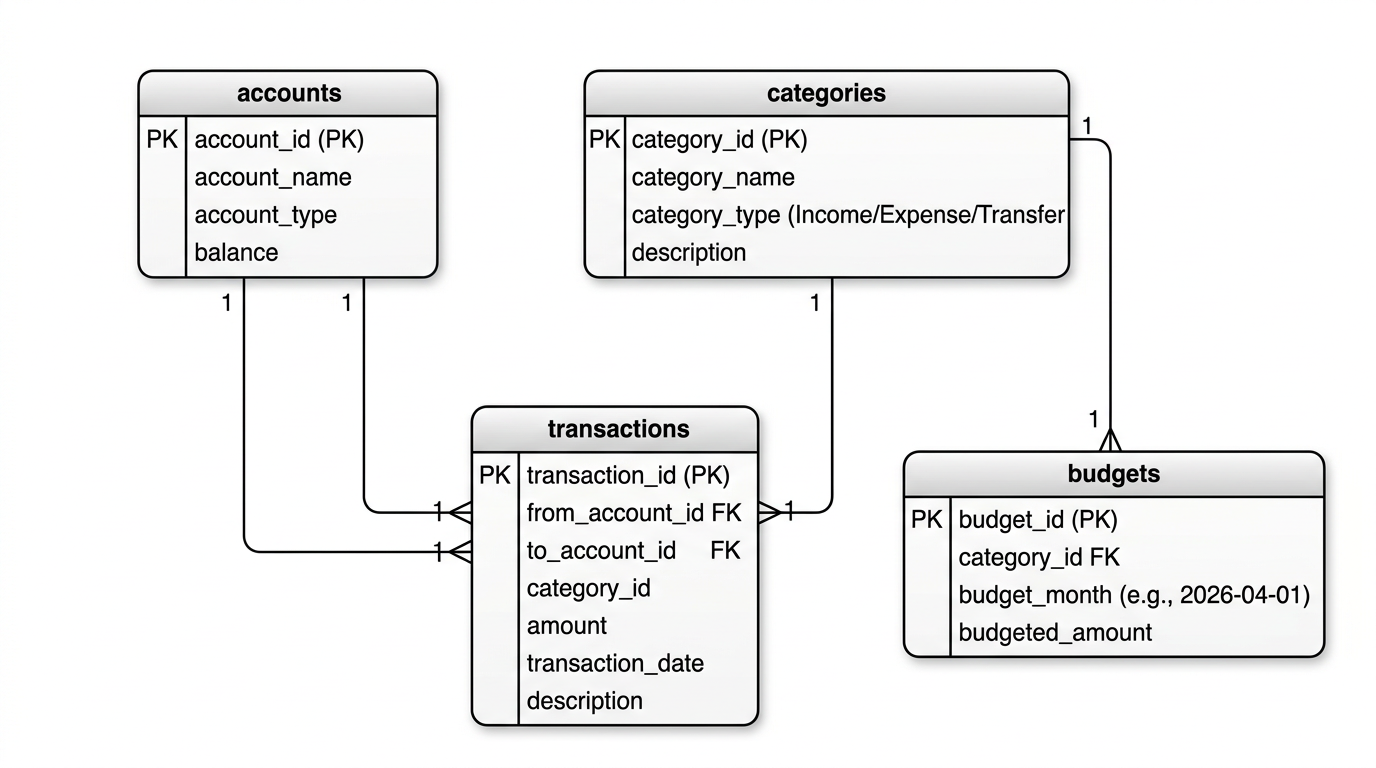 accounts
PK account_id (PK)
account_name
account_type
balance
1
1
categories
PK category_id (PK)
category_name
category_type (Income/Expense/Transfer
description
1
1
transactions
PK transaction_id (PK)
1 from_account_id FK 1
1 to_account_id FK
category_id
amount
transaction_date
description
1
budgets
PK budget_id (PK)
category_id FK
budget_month (e.g., 2026-04-01)
budgeted_amount